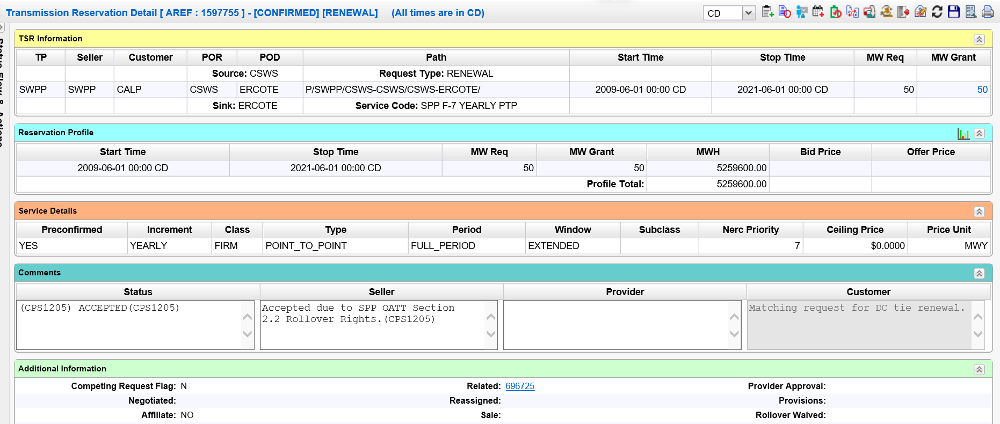 Transmission Reservation Detail [ AREF : 1597755 ] - [CONFIRMED] [RENEWAL] (All times are in CD)
CD
Status Flow & Actions
TSR Information
TP Seller Customer POR POD Path Start Time Stop Time MW Req MW Grant
Source: CSWS Request Type: RENEWAL
SWPP SWPP CALP CSWS ERCOTE P/SWPP/CSWS-CSWS/CSWS-ERCOTE/ 2009-06-01 00:00 CD 2021-06-01 00:00 CD 50 50
Sink: ERCOTE Service Code: SPP F-7 YEARLY PTP
Reservation Profile
Start Time Stop Time MW Req MW Grant MWH Bid Price Offer Price
2009-06-01 00:00 CD 2021-06-01 00:00 CD 50 50 5259600.00
Profile Total: 5259600.00
Service Details
Preconfirmed Increment Class Type Period Window Subclass Nerc Priority Ceiling Price Price Unit
YES YEARLY FIRM POINT_TO_POINT FULL_PERIOD EXTENDED 7 $0.0000 MWY
Comments
Status Seller Provider Customer
(CPS1205) ACCEPTED(CPS1205) Accepted due to SPP OATT Section Matching request for DC tie renewal.
2.2 Rollover Rights.(CPS1205)
Additional Information
Competing Request Flag: N Related: 696725 Provider Approval:
Negotiated: Reassigned: Provisions:
Affiliate: NO Sale: Rollover Waived: